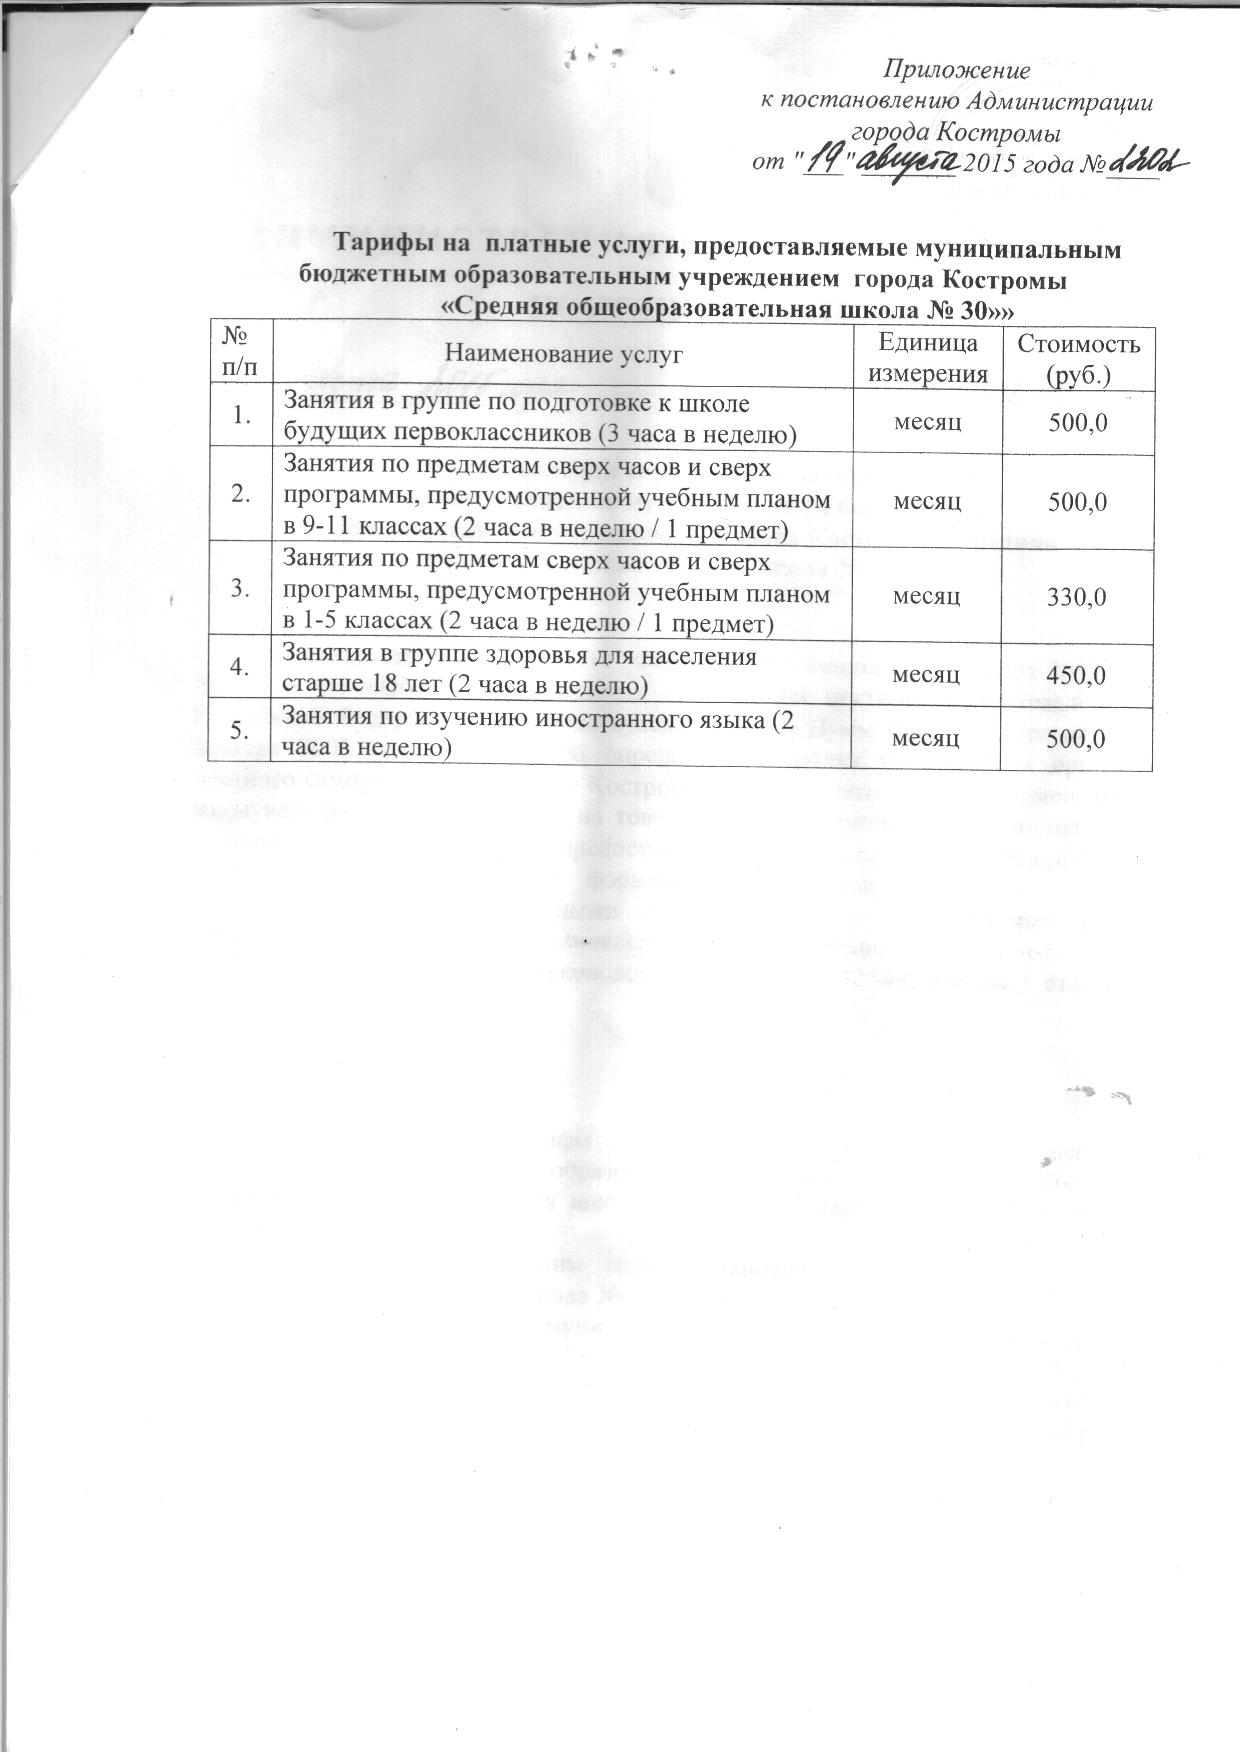 Приложение
к постановлению Администрации
города Костромы
от "19" августа 2015 года № 2202
Тарифы на платные услуги, предоставляемые муниципальным
бюджетным образовательным учреждением города Костромы
«Средняя общеобразовательная школа № 30»»
№
п/п
Наименование услуг
Единица
измерения
Стоимость
(руб.)
1.
Занятия в группе по подготовке к школе
будущих первоклассников (3 часа в неделю)
месяц
500,0
2.
Занятия по предметам сверх часов и сверх
программы, предусмотренной учебным планом
в 9-11 классах (2 часа в неделю / 1 предмет)
месяц
500,0
3.
Занятия по предметам сверх часов и сверх
программы, предусмотренной учебным планом
в 1-5 классах (2 часа в неделю / 1 предмет)
месяц
330,0
4.
Занятия в группе здоровья для населения
старше 18 лет (2 часа в неделю)
месяц
450,0
5.
Занятия по изучению иностранного языка (2
часа в неделю)
месяц
500,0